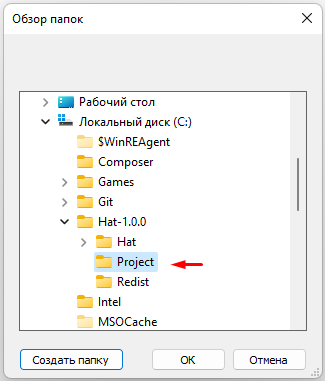 Обзор папок
Рабочий стол
Локальный диск (C:)
$WinREAgent
Composer
Games
Git
Hat-1.0.0
Hat
Project
Redist
Intel
MSOCache
Создать папку
ОК
Отмена